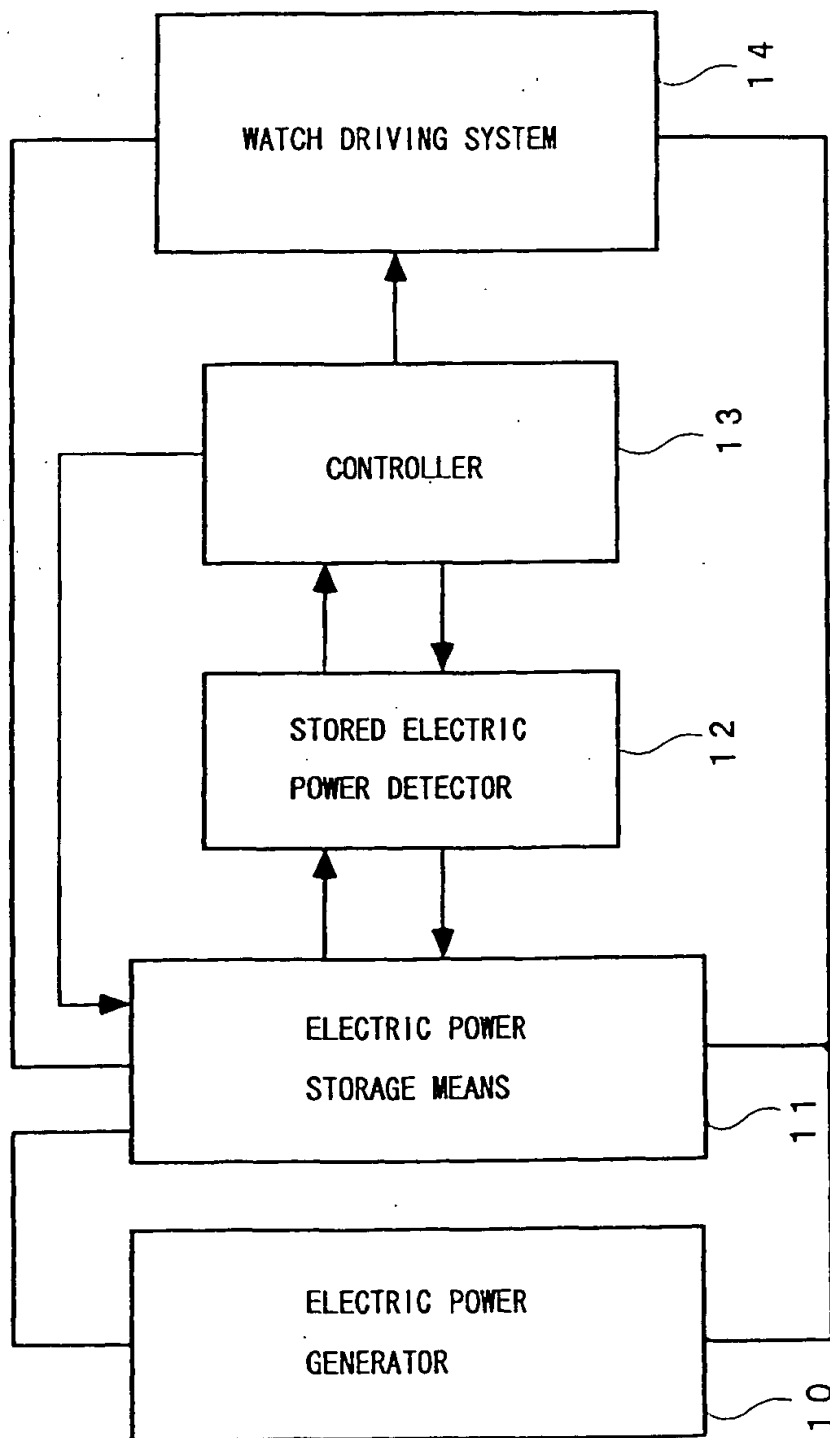 WATCH DRIVING SYSTEM
14
CONTROLLER
13
STORED ELECTRIC
POWER DETECTOR
12
ELECTRIC POWER
STORAGE MEANS
11
ELECTRIC POWER
GENERATOR
10